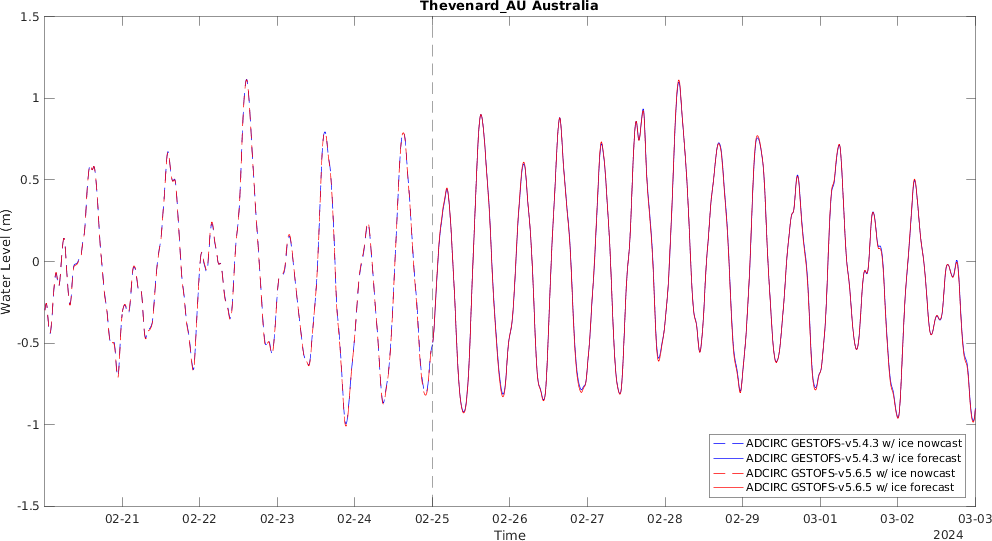 Thevenard_AU Australia
1.5
1
0.5
0
-0.5
-1
-1.5
Water Level (m)
ADCIRC GESTOFS-v5.4.3 w/ ice nowcast
ADCIRC GESTOFS-v5.4.3 w/ ice forecast
ADCIRC GSTOFS-v5.6.5 w/ ice nowcast
ADCIRC GSTOFS-v5.6.5 w/ ice forecast
02-21 02-22 02-23 02-24 02-25 02-26 02-27 02-28 02-29 03-01 03-02 03-03
Time
2024